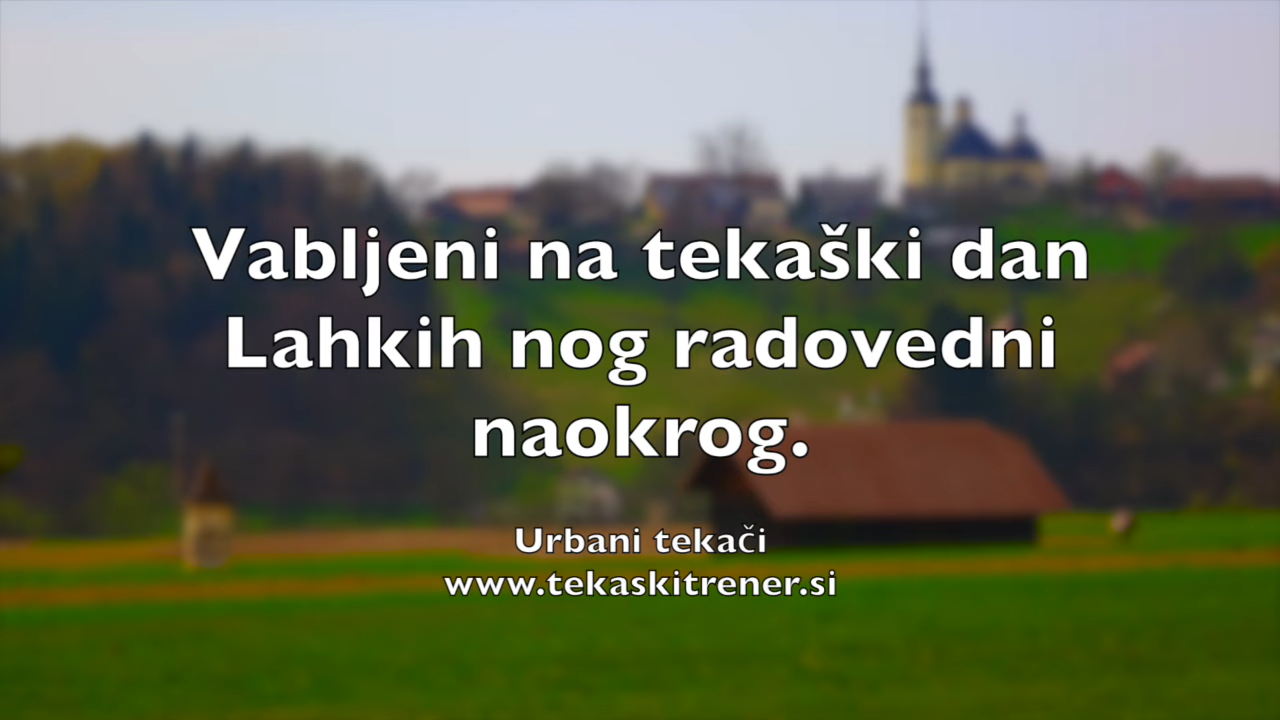 Vabljeni na tekaški dan
Lahkih nog radovedni
naokrog.
Urbani tekači
www.tekaskitrener.si